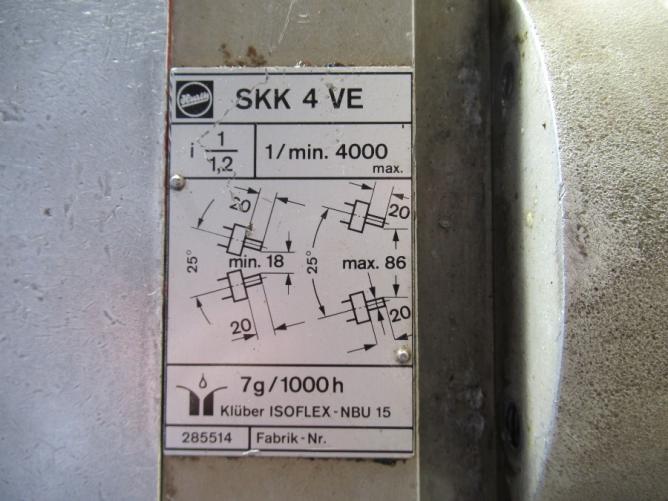 Hurth
SKK 4 VE
i 1/1,2
1/min. 4000
max.
20
20
25°
min. 18
25°
max. 86
20
20
7g/1000h
Klüber ISOFLEX-NBU 15
285514 Fabrik-Nr.